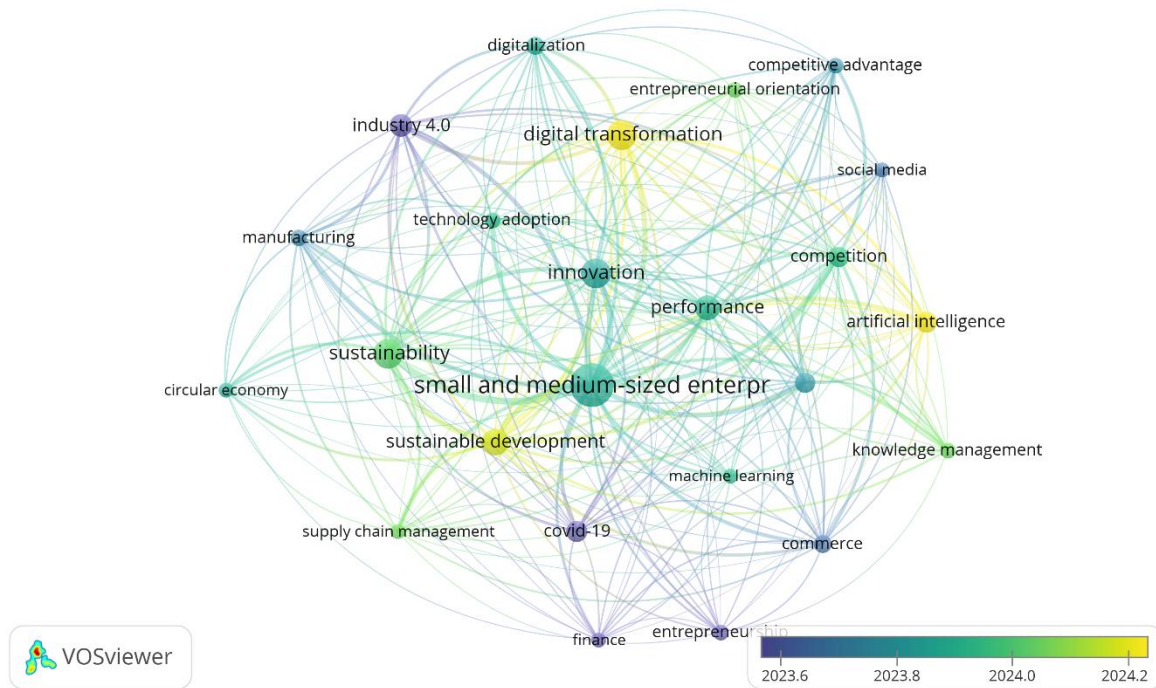 digitalization
competitive advantage
entrepreneurial orientation
industry 4.0
digital transformation
social media
technology adoption
manufacturing
competition
innovation
performance
artificial intelligence
sustainability
small and medium-sized enterpr
circular economy
sustainable development
knowledge management
machine learning
supply chain management
covid-19
commerce
finance
entrepreneurship
VOSviewer
2023.6 2023.8 2024.0 2024.2